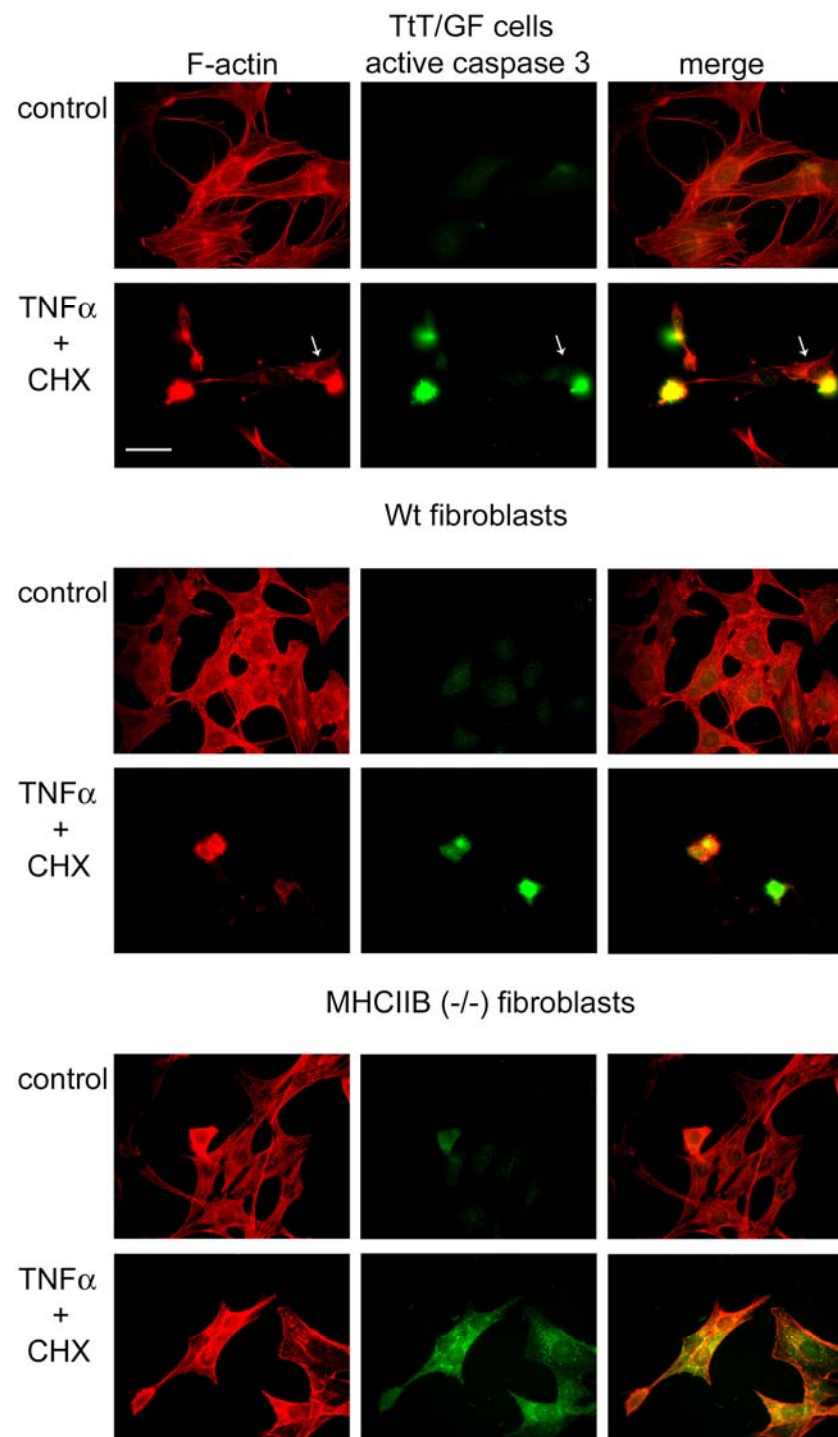 TtT/GF cells
F-actin active caspase 3 merge
control
TNFα
+
CHX
Wt fibroblasts
control
TNFα
+
CHX
MHCIIB (-/-) fibroblasts
control
TNFα
+
CHX